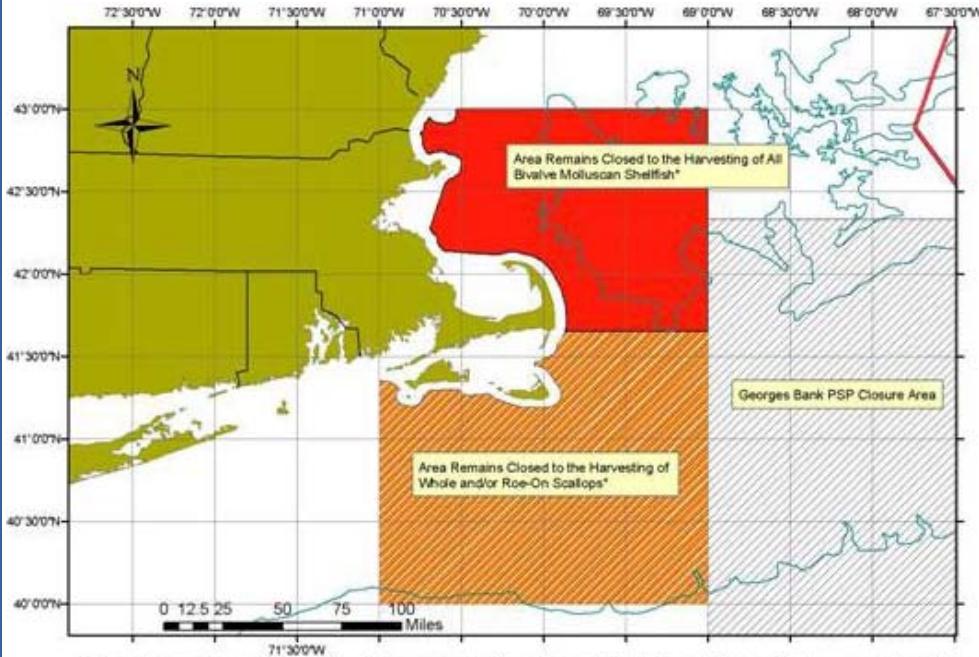 72°30'0"W 72°0'0"W 71°30'0"W 71°0'0"W 70°30'0"W 70°0'0"W 69°30'0"W 69°0'0"W 68°30'0"W 68°0'0"W 67°30'0"W
N
43°0'0"N
Area Remains Closed to the Harvesting of All
Bivalve Molluscan Shellfish*
42°30'0"N
42°0'0"N
41°30'0"N
Georges Bank PSP Closure Area
41°0'0"N
Area Remains Closed to the Harvesting of
Whole and/or Roe-On Scallops*
40°30'0"N
40°0'0"N
0 12.5 25 50 75 100
Miles
71°30'0"W